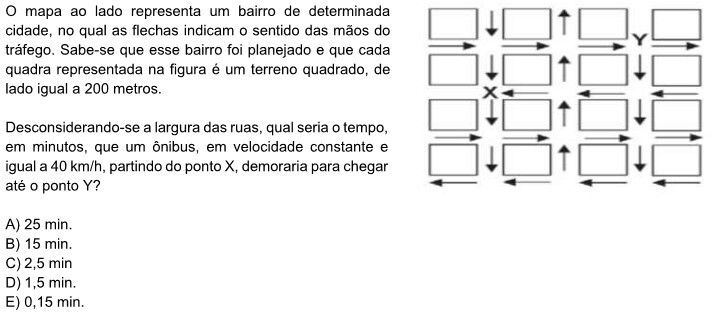 O mapa ao lado representa um bairro de determinada
cidade, no qual as flechas indicam o sentido das mãos do
tráfego. Sabe-se que esse bairro foi planejado e que cada
quadra representada na figura é um terreno quadrado, de
lado igual a 200 metros.
Desconsiderando-se a largura das ruas, qual seria o tempo,
em minutos, que um ônibus, em velocidade constante e
igual a 40 km/h, partindo do ponto X, demoraria para chegar
até o ponto Y?
A) 25 min.
B) 15 min.
C) 2,5 min
D) 1,5 min.
E) 0,15 min.
Y
X